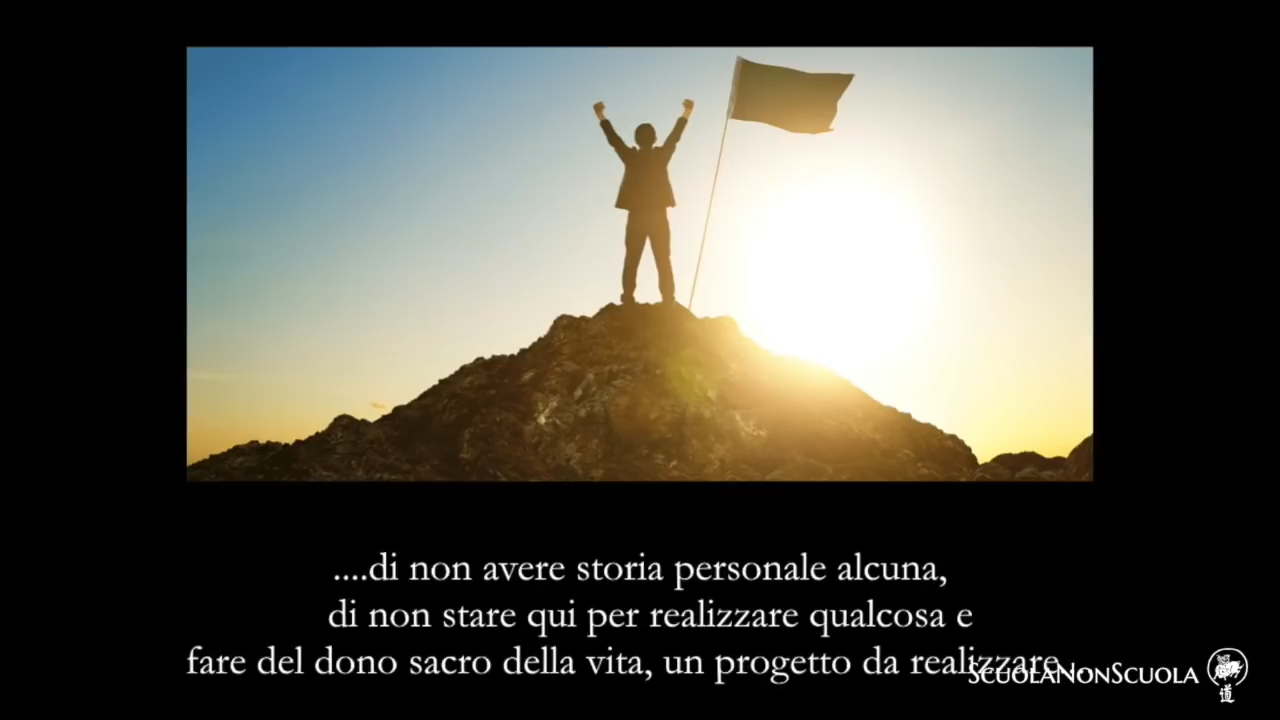 ....di non avere storia personale alcuna,
di non stare qui per realizzare qualcosa e
fare del dono sacro della vita, un progetto da realizzare
ScuolaNonScuola
道